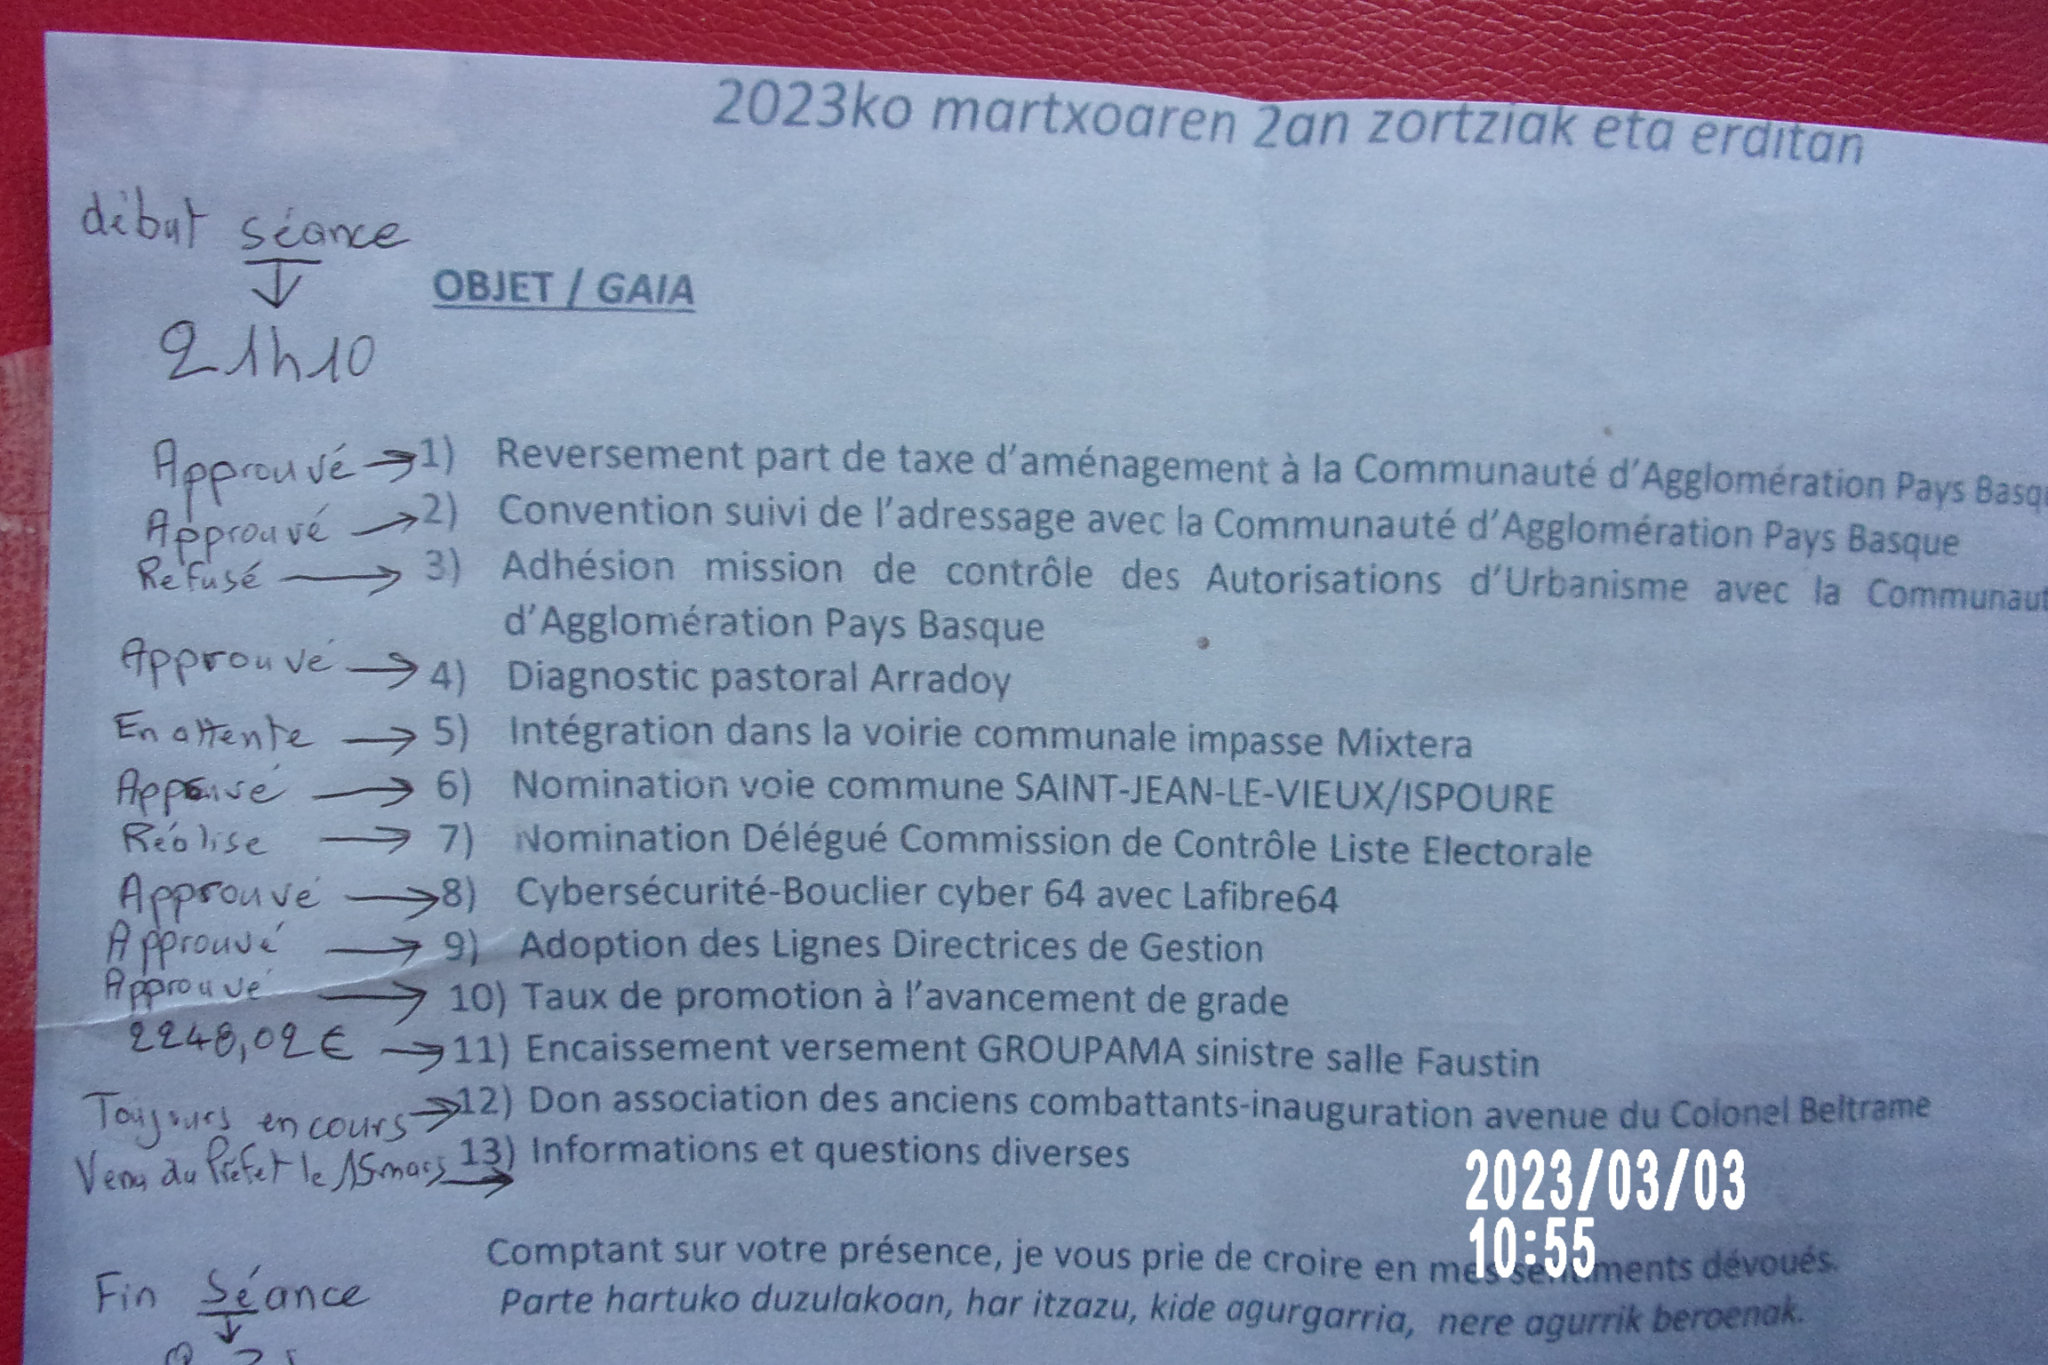 2023ko martxoaren 2an zortziak eta erditan
début séance
OBJET / GAIA
21h10
Approuvé → 1) Reversement part de taxe d'aménagement à la Communauté d'Agglomération Pays
Approuvé → 2) Convention suivi de l'adressage avec la Communauté d'Agglomération Pays Basque
Refusé → 3) Adhésion mission de contrôle des Autorisations d'Urbanisme avec la
d'Agglomération Pays Basque
Approuvé → 4) Diagnostic pastoral Arradoy
En attente → 5) Intégration dans la voirie communale impasse Mixtera
→ 6) Nomination voie commune SAINT-JEAN-LE-VIEUX/ISPOURE
Réalise → 7) Nomination Délégué Commission de Contrôle Liste Electorale
Approuvé → 8) Cybersécurité-Bouclier cyber 64 avec Lafibre64
Approuvé → 9) Adoption des Lignes Directrices de Gestion
Approuvé → 10) Taux de promotion à l'avancement de grade
2248,02€ → 11) Encaissement versement GROUPAMA sinistre salle Faustin
Toujours en cours → 12) Don association des anciens combattants-inauguration avenue du Colonel Beltrame
Venu du Préfet le 15 mars → 13) Informations et questions diverses
2023/03/03
10:55
Comptant sur votre présence, je vous prie de croire en mes sentiments dévoués.
Fin Séance
Parte hartuko duzulakoan, har itzazu, kide agurgarria, nere agurrik beroenak.